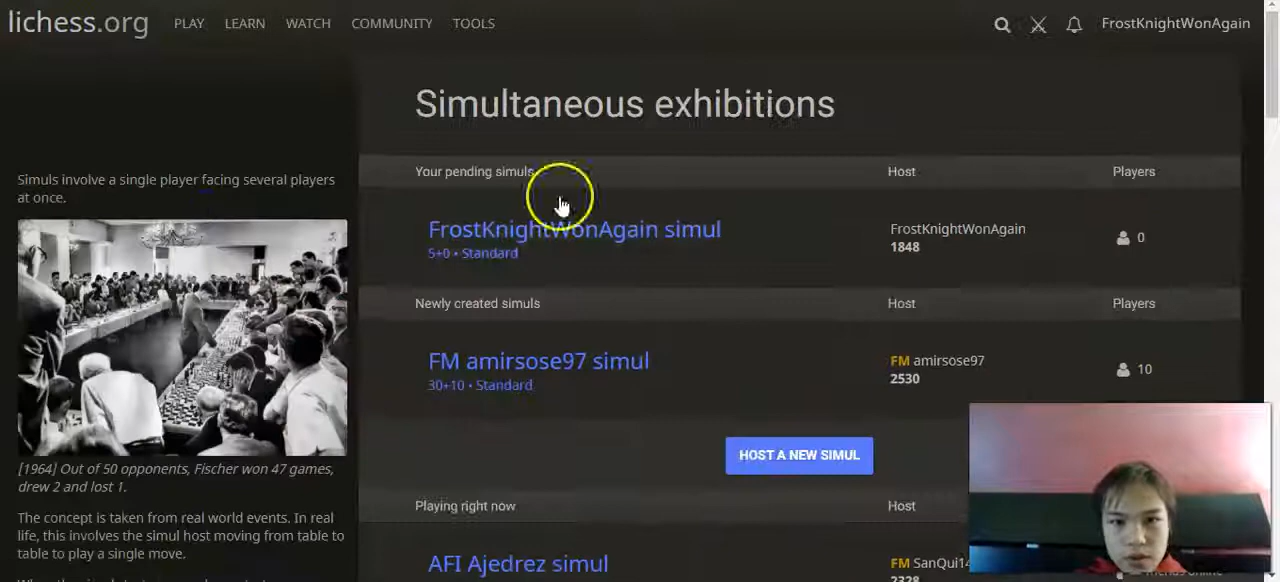 lichess.org PLAY LEARN WATCH COMMUNITY TOOLS FrostKnightWonAgain
Simultaneous exhibitions
Simuls involve a single player facing several players
at once.
[1964] Out of 50 opponents, Fischer won 47 games,
drew 2 and lost 1.
The concept is taken from real world events. In real
life, this involves the simul host moving from table to
table to play a single move.
Your pending simuls Host Players
FrostKnightWonAgain simul
5+0 • Standard
FrostKnightWonAgain
1848
0
Newly created simuls Host Players
FM amirsose97 simul
30+10 • Standard
FM amirsose97
2530
10
HOST A NEW SIMUL
Playing right now Host
AFI Ajedrez simul
FM SanQui14
2328